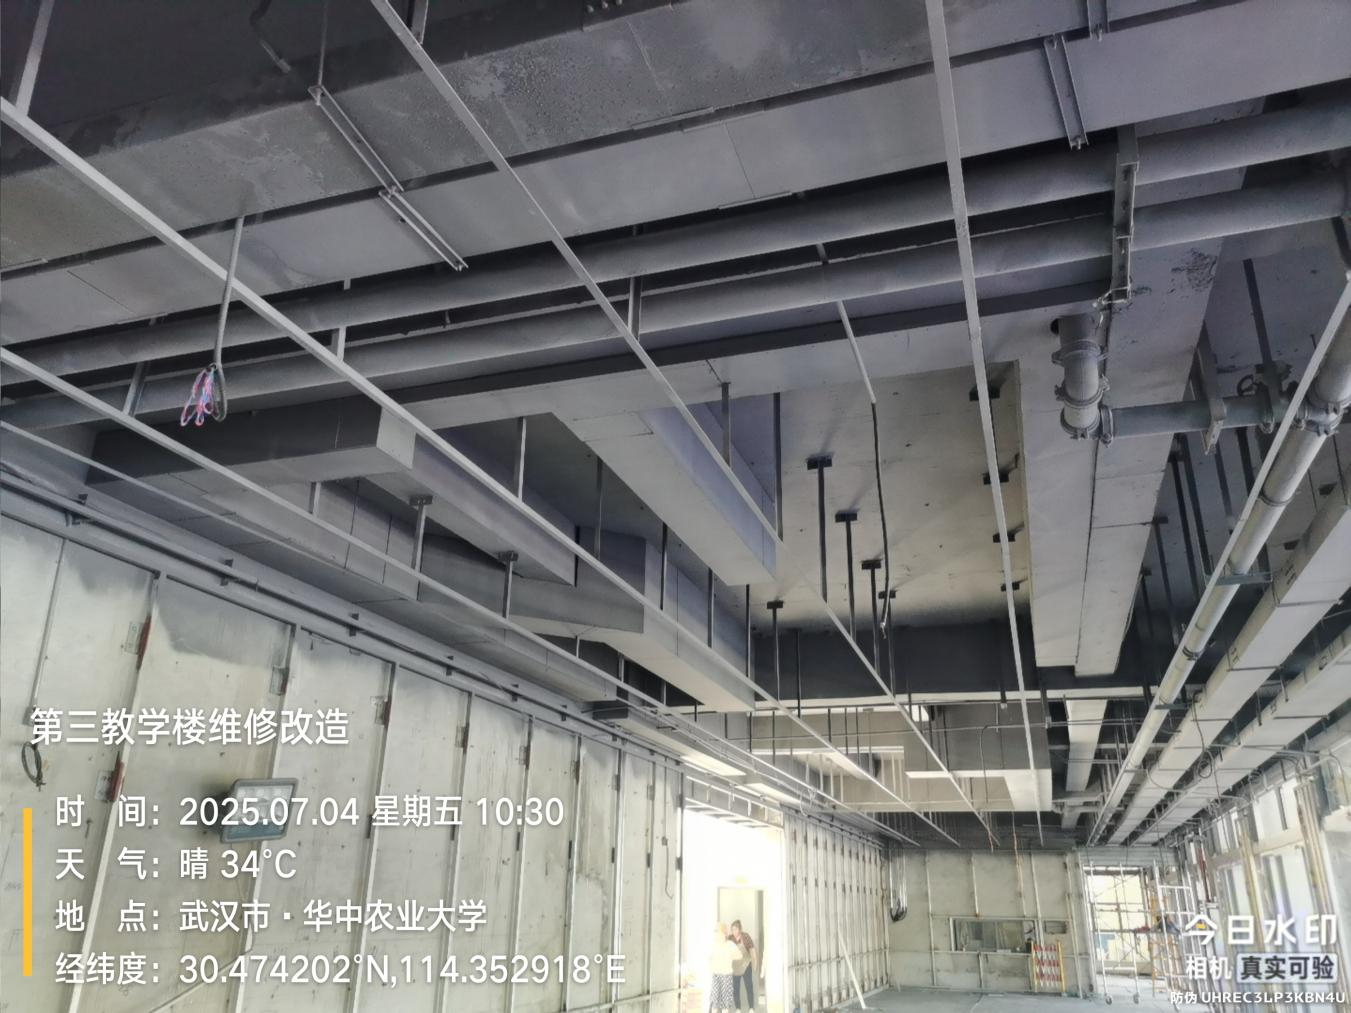 第三教学楼维修改造
时 间：2025.07.04 星期五 10:30
天 气：晴 34°C
地 点：武汉市·华中农业大学
经纬度：30.474202°N,114.352918°E
今日水印
相机 真实可验
防伪 UHREC3LP3KBN4U